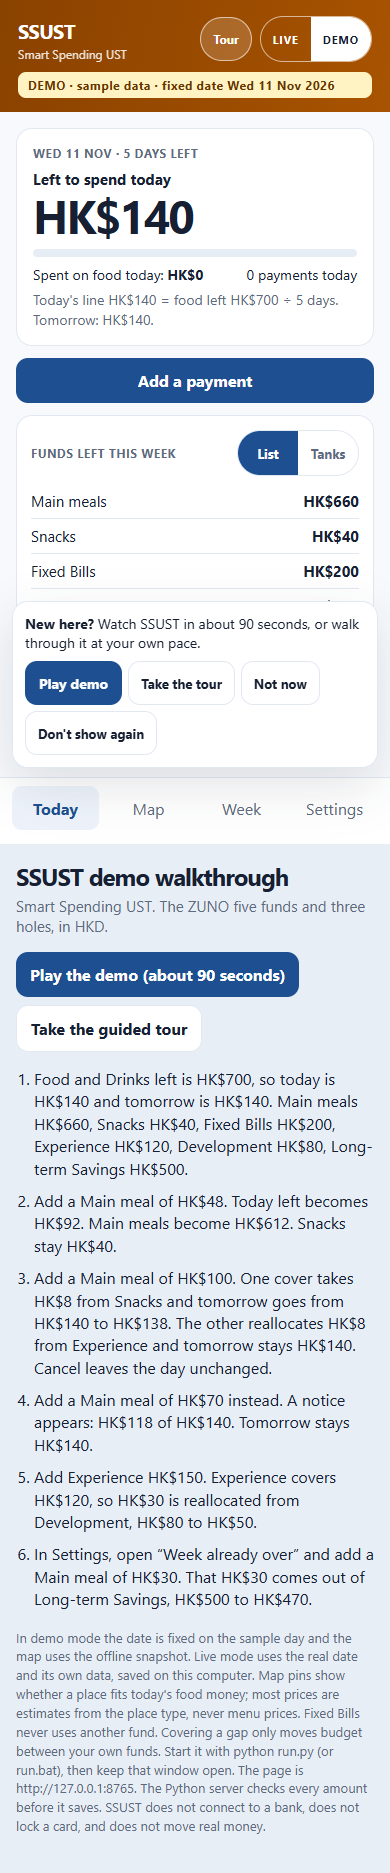 SSUST
Smart Spending UST
Tour
LIVE
DEMO
DEMO · sample data · fixed date Wed 11 Nov 2026
WED 11 NOV · 5 DAYS LEFT
Left to spend today
HK$140
Spent on food today: HK$0
0 payments today
Today's line HK$140 = food left HK$700 ÷ 5 days.
Tomorrow: HK$140.
Add a payment
FUNDS LEFT THIS WEEK
List
Tanks
Main meals HK$660
Snacks HK$40
Fixed Bills HK$200
New here? Watch SSUST in about 90 seconds, or walk
through it at your own pace.
Play demo
Take the tour
Not now
Don't show again
Today
Map
Week
Settings
SSUST demo walkthrough
Smart Spending UST. The ZUNO five funds and three
holes, in HKD.
Play the demo (about 90 seconds)
Take the guided tour
1. Food and Drinks left is HK$700, so today is
HK$140 and tomorrow is HK$140. Main meals
HK$660, Snacks HK$40, Fixed Bills HK$200,
Experience HK$120, Development HK$80, Long-
term Savings HK$500.
2. Add a Main meal of HK$48. Today left becomes
HK$92. Main meals become HK$612. Snacks
stay HK$40.
3. Add a Main meal of HK$100. One cover takes
HK$8 from Snacks and tomorrow goes from
HK$140 to HK$138. The other reallocates HK$8
from Experience and tomorrow stays HK$140.
Cancel leaves the day unchanged.
4. Add a Main meal of HK$70 instead. A notice
appears: HK$118 of HK$140. Tomorrow stays
HK$140.
5. Add Experience HK$150. Experience covers
HK$120, so HK$30 is reallocated from
Development, HK$80 to HK$50.
6. In Settings, open “Week already over” and add a
Main meal of HK$30. That HK$30 comes out of
Long-term Savings, HK$500 to HK$470.
In demo mode the date is fixed on the sample day and the
map uses the offline snapshot. Live mode uses the real date
and its own data, saved on this computer. Map pins show
whether a place fits today's food money; most prices are
estimates from the place type, never menu prices. Fixed Bills
never uses another fund. Covering a gap only moves budget
between your own funds. Start it with python run.py (or
run.bat), then keep that window open. The page is
http://127.0.0.1:8765. The Python server checks every amount
before it saves. SSUST does not connect to a bank, does not
lock a card, and does not move real money.